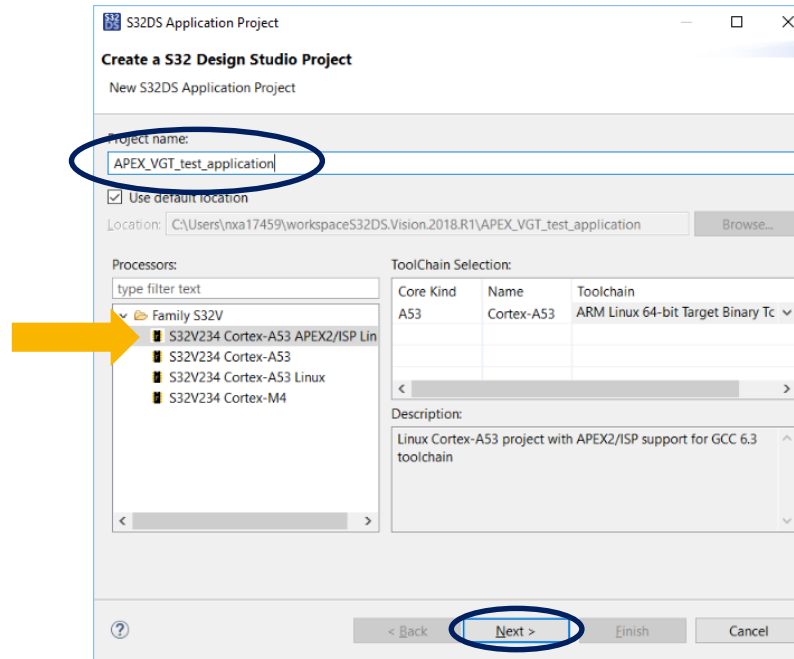 S32DS Application Project
Create a S32 Design Studio Project
New S32DS Application Project
Project name:
APEX_VGT_test_application
Use default location
Location: C:\Users\nxa17459\workspaceS32DS.Vision.2018.R1\APEX_VGT_test_application Browse...
Processors:
type filter text
Family S32V
S32V234 Cortex-A53 APEX2/ISP Lin
S32V234 Cortex-A53
S32V234 Cortex-A53 Linux
S32V234 Cortex-M4
ToolChain Selection:
Core Kind Name Toolchain
A53 Cortex-A53 ARM Linux 64-bit Target Binary Tc
Description:
Linux Cortex-A53 project with APEX2/ISP support for GCC 6.3
toolchain
? < Back Next > Finish Cancel